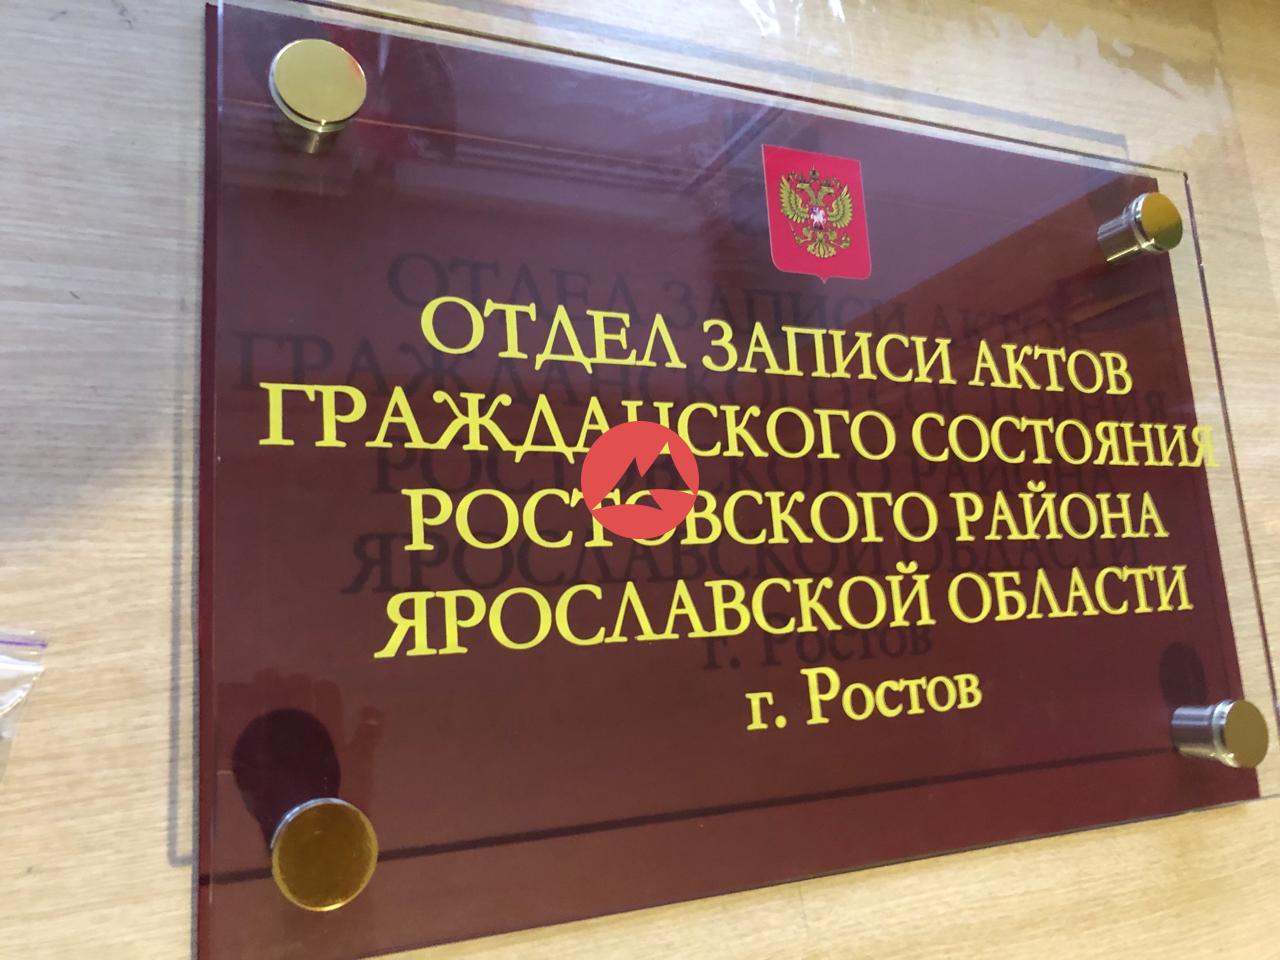 ОТДЕЛ ЗАПИСИ АКТОВ
ГРАЖДАНСКОГО СОСТОЯНИЯ
РОСТОВСКОГО РАЙОНА
ЯРОСЛАВСКОЙ ОБЛАСТИ
г. Ростов